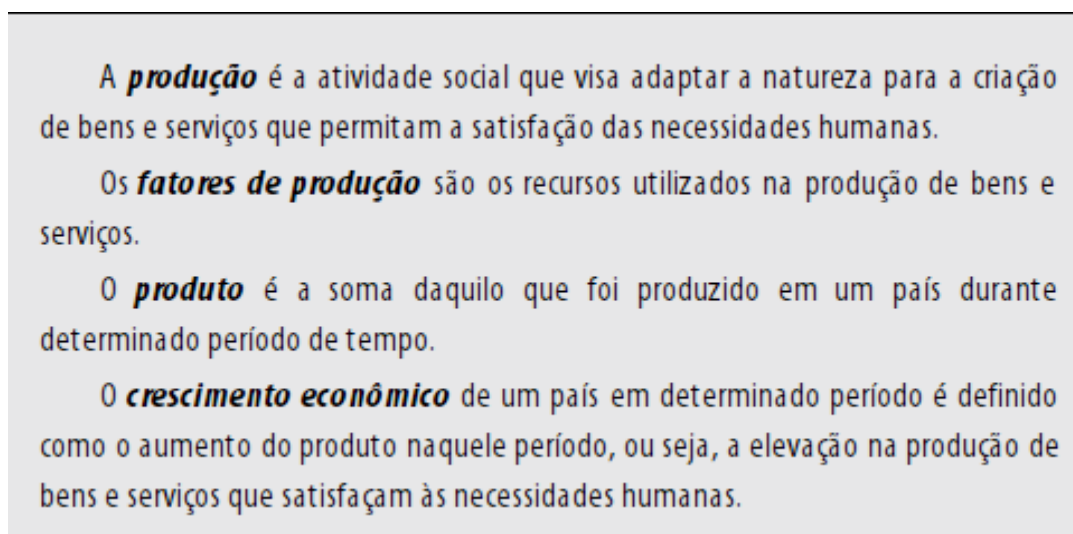 A produção é a atividade social que visa adaptar a natureza para a criação
de bens e serviços que permitam a satisfação das necessidades humanas.
Os fatores de produção são os recursos utilizados na produção de bens e
serviços.
O produto é a soma daquilo que foi produzido em um país durante
determinado período de tempo.
O crescimento econômico de um país em determinado período é definido
como o aumento do produto naquele período, ou seja, a elevação na produção de
bens e serviços que satisfaçam às necessidades humanas.